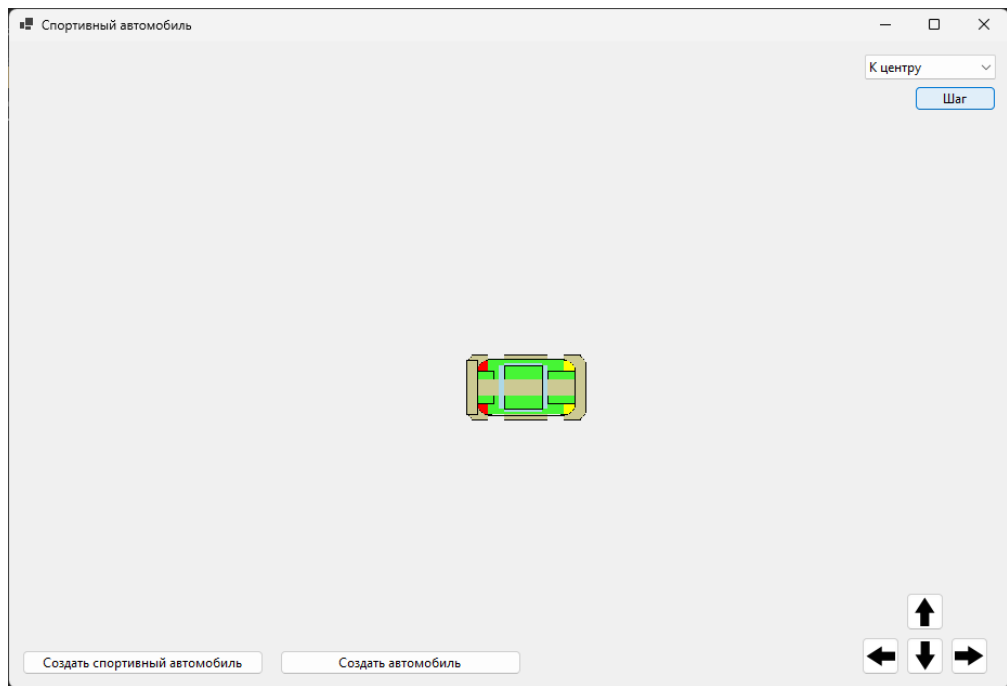 Спортивный автомобиль
К центру
Шаг
Создать спортивный автомобиль
Создать автомобиль